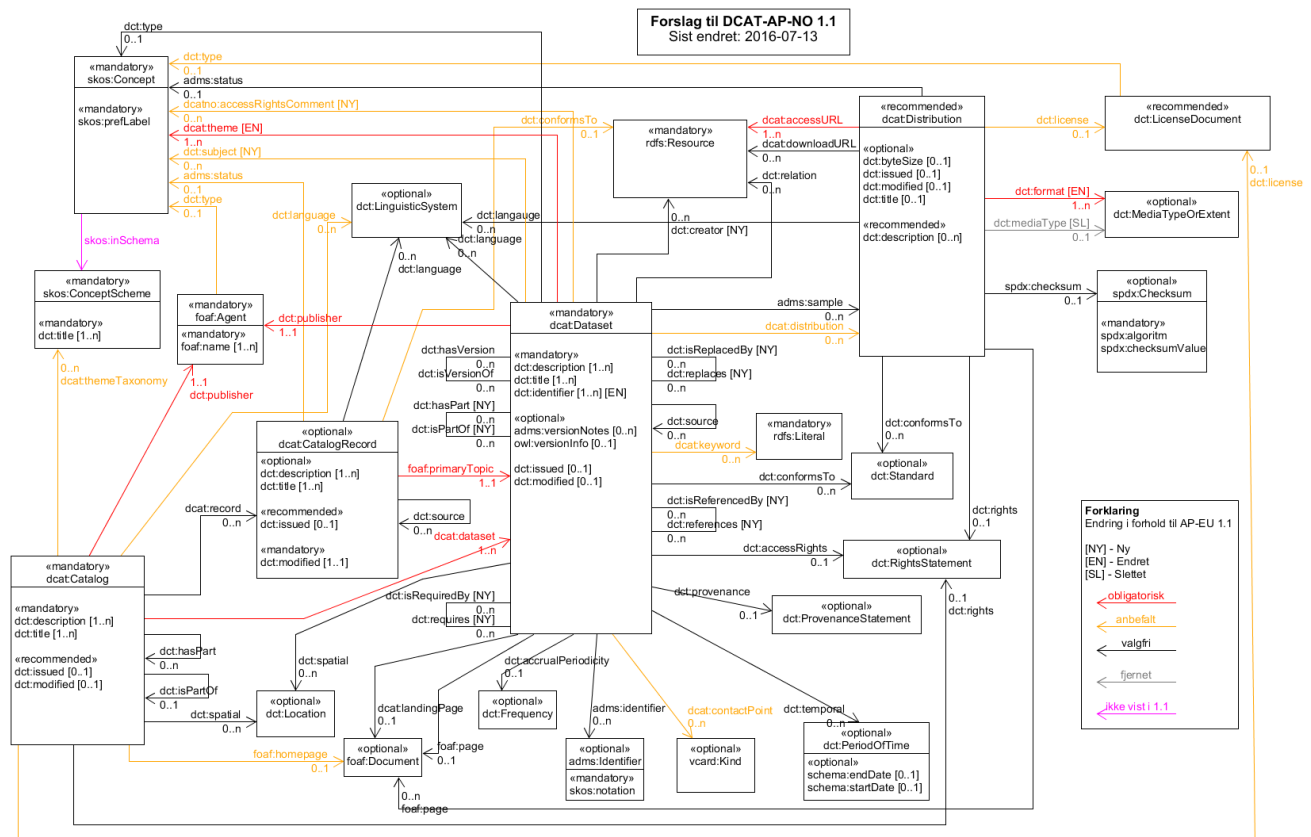 Forslag til DCAT-AP-NO 1.1
Sist endret: 2016-07-13
dct:type
0..1
«mandatory»
skos:Concept
«mandatory»
skos:prefLabel
dct:type
0..1
adms:status
0..1
dcatno:accessRightsComment [NY]
0..n
dcat:theme [EN]
1..n
dct:subject [NY]
0..n
adms:status
0..1
dct:type
0..1
skos:inSchema
«mandatory»
skos:ConceptScheme
«mandatory»
dct:title [1..n]
0..n
dcat:themeTaxonomy
«mandatory»
foaf:Agent
«mandatory»
foaf:name [1..n]
1..1
dct:publisher
dct:publisher
1..1
dct:language
0..n
«optional»
dct:LinguisticSystem
dct:langauge
0..n
dct:language
0..n
dct:language
dct:conformsTo
0..1
«mandatory»
rdfs:Resource
dcat:accessURL
1..n
dcat:downloadURL
0..n
dct:relation
0..n
0..n
dct:creator [NY]
«recommended»
dcat:Distribution
«optional»
dct:byteSize [0..1]
dct:issued [0..1]
dct:modified [0..1]
dct:title [0..1]
«recommended»
dct:description [0..n]
dct:license
0..1
«recommended»
dct:LicenseDocument
0..1
dct:license
dct:format [EN]
1..n
dct:mediaType [SL]
0..1
«optional»
dct:MediaTypeOrExtent
spdx:checksum
0..1
«optional»
spdx:Checksum
«mandatory»
spdx:algoritm
spdx:checksumValue
adms:sample
0..n
dcat:distribution
0..n
«mandatory»
dcat:Dataset
«mandatory»
dct:description [1..n]
dct:title [1..n]
dct:identifier [1..n] [EN]
«optional»
adms:versionNotes [0..n]
owl:versionInfo [0..1]
dct:issued [0..1]
dct:modified [0..1]
dct:hasVersion
0..n
dct:isVersionOf
0..n
dct:hasPart [NY]
0..n
dct:isPartOf [NY]
0..n
dct:isReplacedBy [NY]
0..n
dct:replaces [NY]
0..n
dct:source
0..n
dcat:keyword
0..n
«mandatory»
rdfs:Literal
dct:conformsTo
0..n
dct:conformsTo
0..n
«optional»
dct:Standard
dct:isReferencedBy [NY]
0..n
dct:references [NY]
0..n
dct:rights
0..1
dct:accessRights
0..1
«optional»
dct:RightsStatement
0..1
dct:rights
dct:provenance
0..1
«optional»
dct:ProvenanceStatement
«optional»
dcat:CatalogRecord
«optional»
dct:description [1..n]
dct:title [1..n]
«recommended»
dct:issued [0..1]
«mandatory»
dct:modified [1..1]
foaf:primaryTopic
1..1
dct:source
0..n
dcat:dataset
1..n
dcat:record
0..n
«mandatory»
dcat:Catalog
«mandatory»
dct:description [1..n]
dct:title [1..n]
«recommended»
dct:issued [0..1]
dct:modified [0..1]
dct:hasPart
0..n
dct:isPartOf
0..1
dct:spatial
0..n
foaf:homepage
0..1
dct:isRequiredBy [NY]
0..n
dct:requires [NY]
0..n
dct:spatial
0..n
«optional»
dct:Location
dcat:landingPage
0..1
«optional»
foaf:Document
foaf:page
0..1
0..n
foaf:page
dct:accrualPeriodicity
0..1
«optional»
dct:Frequency
adms:identifier
0..n
«optional»
adms:Identifier
«mandatory»
skos:notation
dcat:contactPoint
0..n
«optional»
vcard:Kind
dct:temporal
0..n
«optional»
dct:PeriodOfTime
«optional»
schema:endDate [0..1]
schema:startDate [0..1]
Forklaring
Endring i forhold til AP-EU 1.1
[NY] - Ny
[EN] - Endret
[SL] - Slettet
obligatorisk
anbefalt
valgfri
fjernet
ikke vist i 1.1